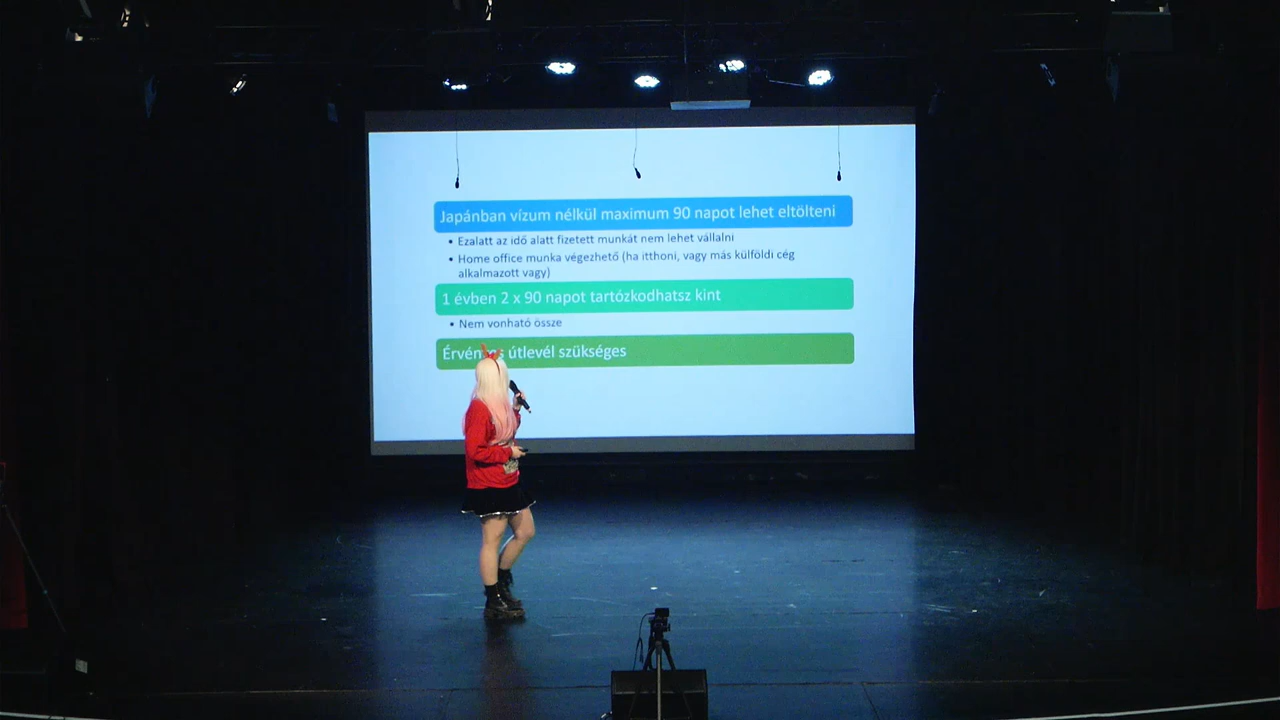 Japánban vízum nélkül maximum 90 napot lehet eltölteni
• Ezalatt az idő alatt fizetett munkát nem lehet vállalni
• Home office munka végezhető (ha itthoni, vagy más külföldi cég
alkalmazott vagy)
1 évben 2 x 90 napot tartózkodhatsz kint
• Nem vonható össze
útlevél szükséges